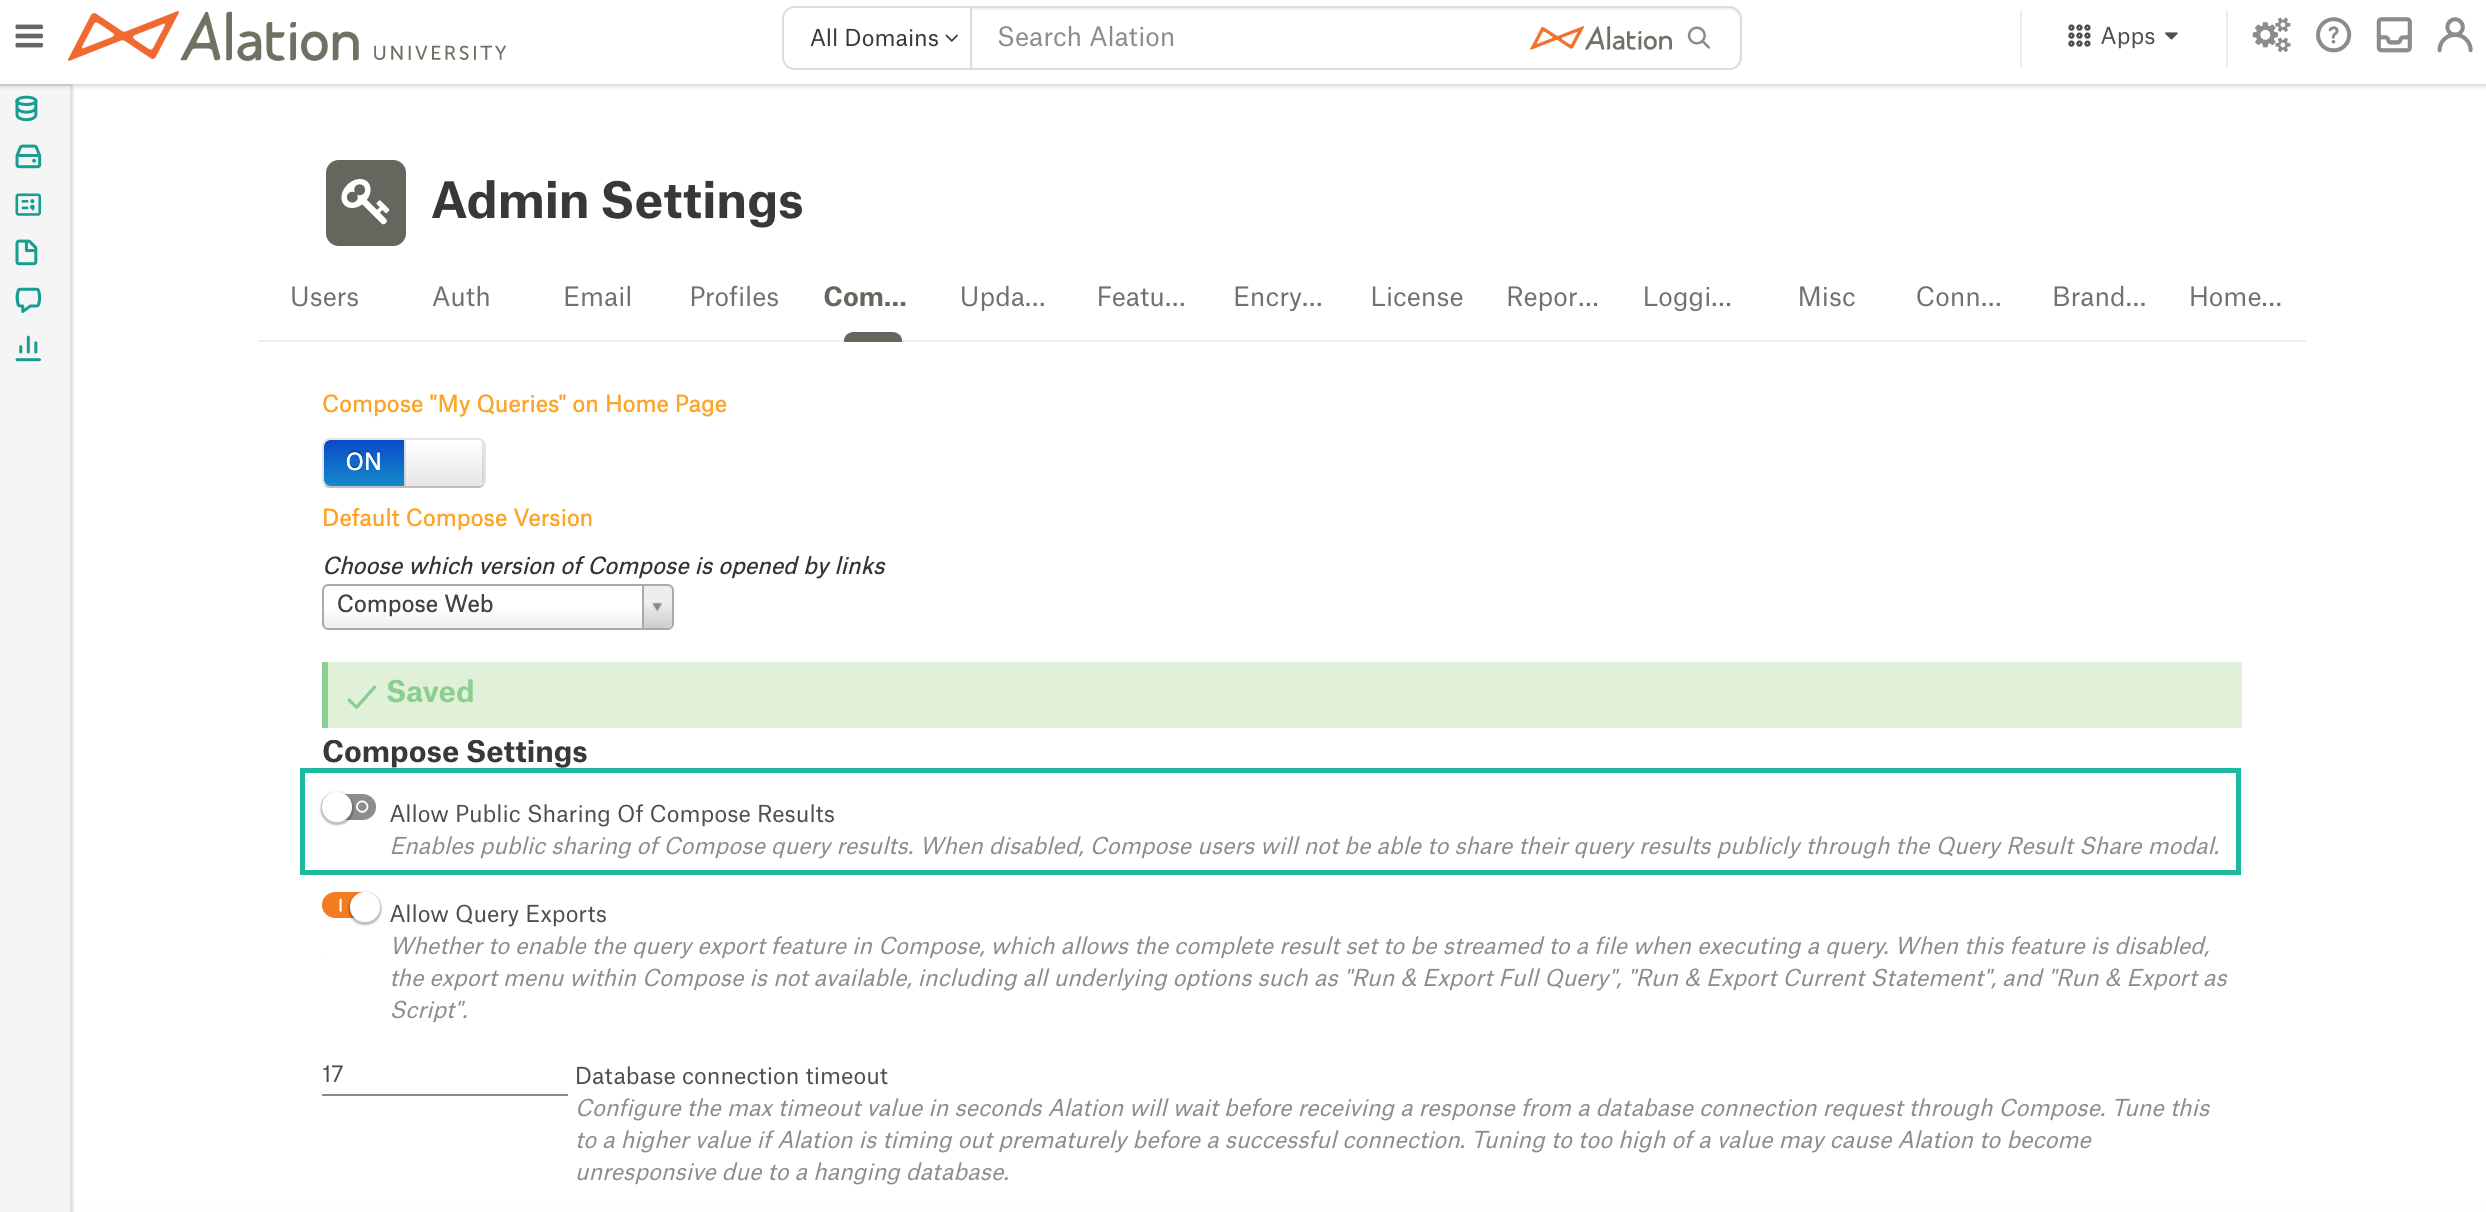 Alation UNIVERSITY
All Domains
Search Alation
Alation
Apps
Admin Settings
Users Auth Email Profiles Com... Upda... Featu... Encry... License Repor... Loggi... Misc Conn... Brand... Home...
Compose "My Queries" on Home Page
ON
Default Compose Version
Choose which version of Compose is opened by links
Compose Web
Saved
Compose Settings
Allow Public Sharing Of Compose Results
Enables public sharing of Compose query results. When disabled, Compose users will not be able to share their query results publicly through the Query Result Share modal.
Allow Query Exports
Whether to enable the query export feature in Compose, which allows the complete result set to be streamed to a file when executing a query. When this feature is disabled,
the export menu within Compose is not available, including all underlying options such as "Run & Export Full Query", "Run & Export Current Statement", and "Run & Export as
Script".
17
Database connection timeout
Configure the max timeout value in seconds Alation will wait before receiving a response from a database connection request through Compose. Tune this
to a higher value if Alation is timing out prematurely before a successful connection. Tuning to too high of a value may cause Alation to become
unresponsive due to a hanging database.